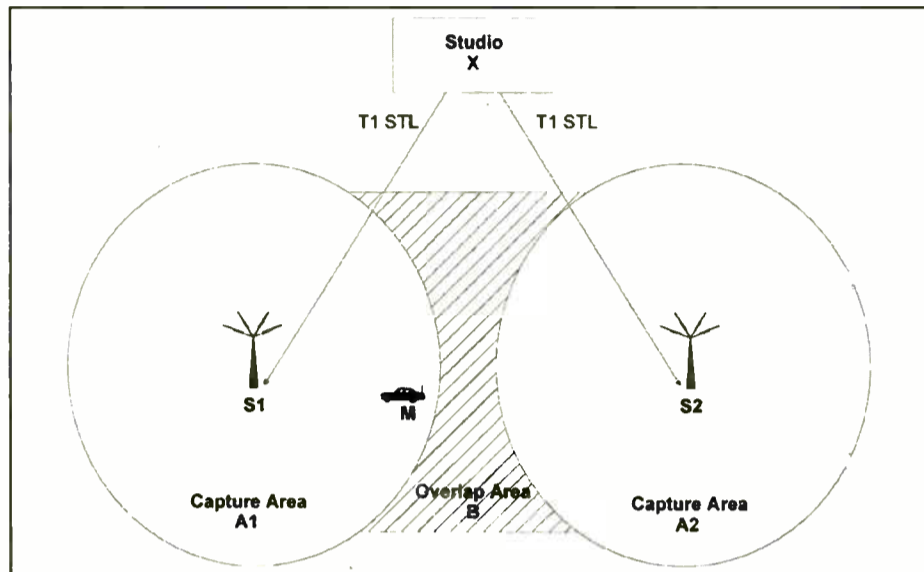 Studio
X
T1 STL
T1 STL
S1
M
S2
Capture Area
A1
Overlap Area
B
Capture Area
A2